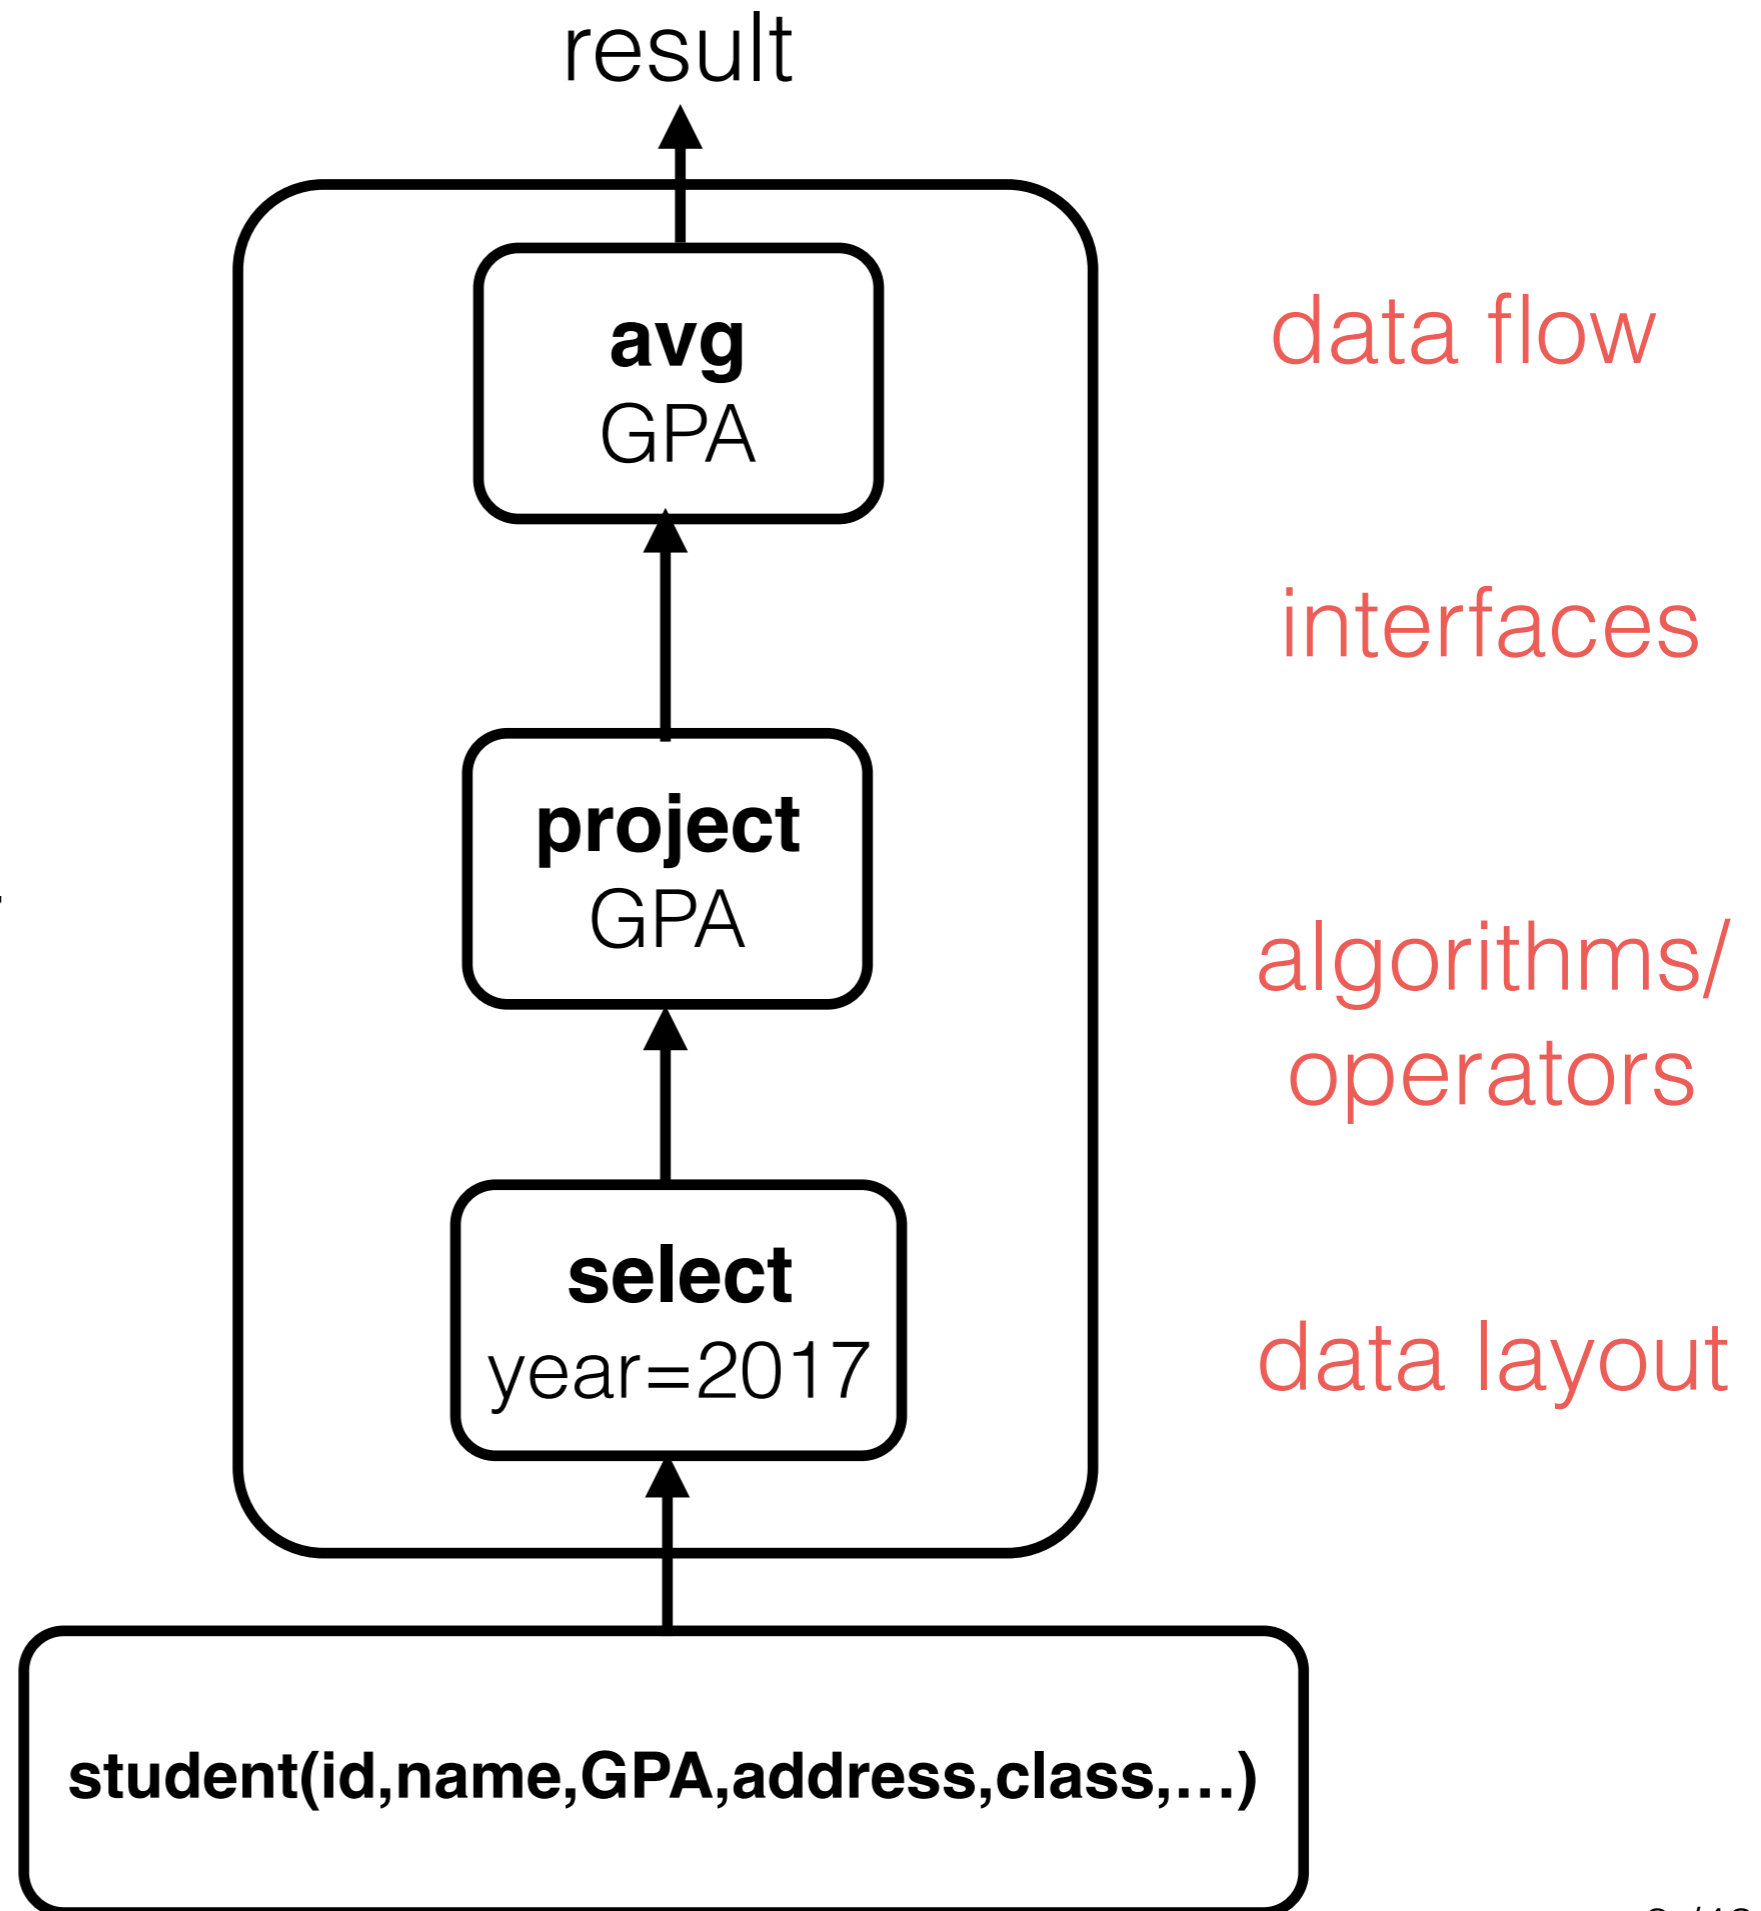 result
avg
GPA
data flow
interfaces
project
GPA
algorithms/
operators
select
year=2017
data layout
student(id,name,GPA,address,class,…)